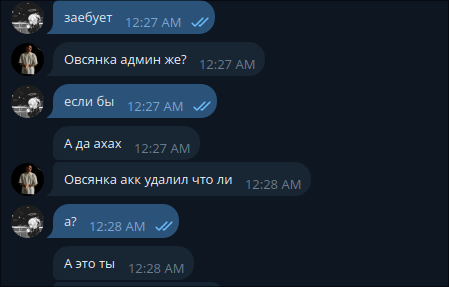 заебует 12:27 AM
Овсянка админ же? 12:27 AM
если бы 12:27 AM
А да ахах 12:27 AM
Овсянка акк удалил что ли 12:28 AM
а? 12:28 AM
А это ты 12:28 AM